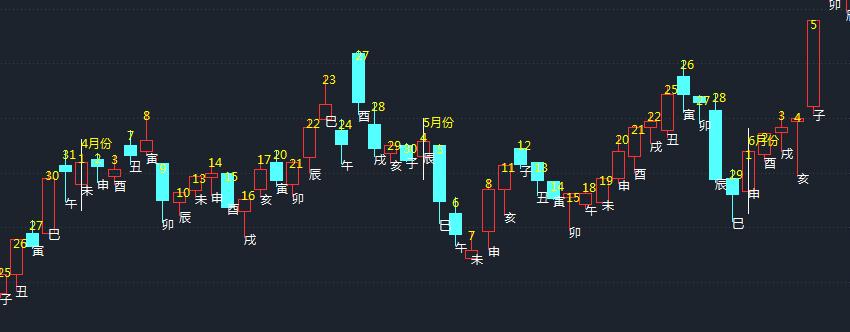 25
子
26
丑
27
寅
30
巳
31
午
4月份
1
未
2
申
3
酉
7
丑
8
寅
9
卯
10
辰
13
未
14
申
15
酉
16
戌
17
亥
20
寅
21
卯
22
辰
23
巳
24
午
27
酉
28
戌
29
亥
30
子
5月份
4
辰
5
巳
6
午
7
未
8
申
11
亥
12
子
13
丑
14
寅
15
卯
18
午
19
未
20
申
21
酉
22
戌
25
丑
26
寅
27
卯
28
辰
29
巳
6月份
1
申
2
酉
3
戌
4
亥
5
子
卯